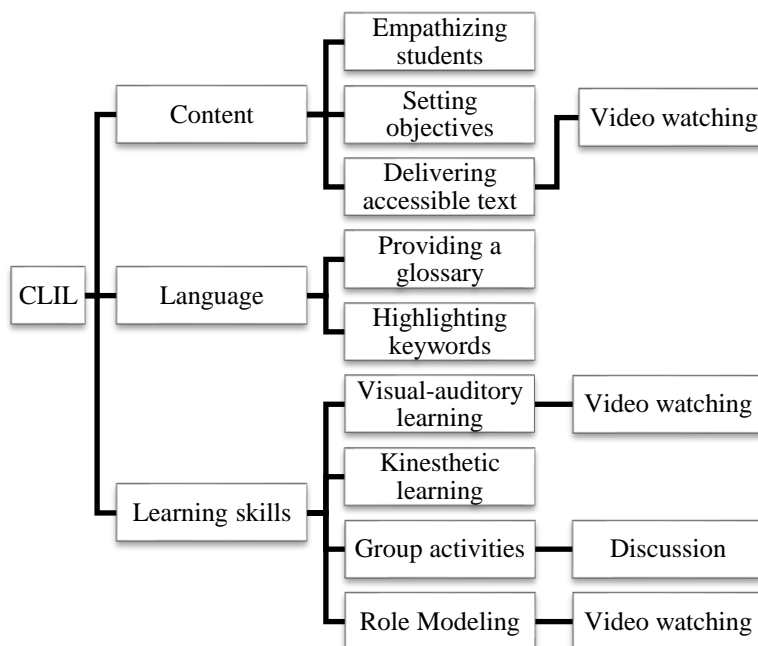 Empathizing
students
Content
Setting
objectives
Video watching
Delivering
accessible text
CLIL
Language
Providing a
glossary
Highlighting
keywords
Learning skills
Visual-auditory
learning
Video watching
Kinesthetic
learning
Group activities
Discussion
Role Modeling
Video watching